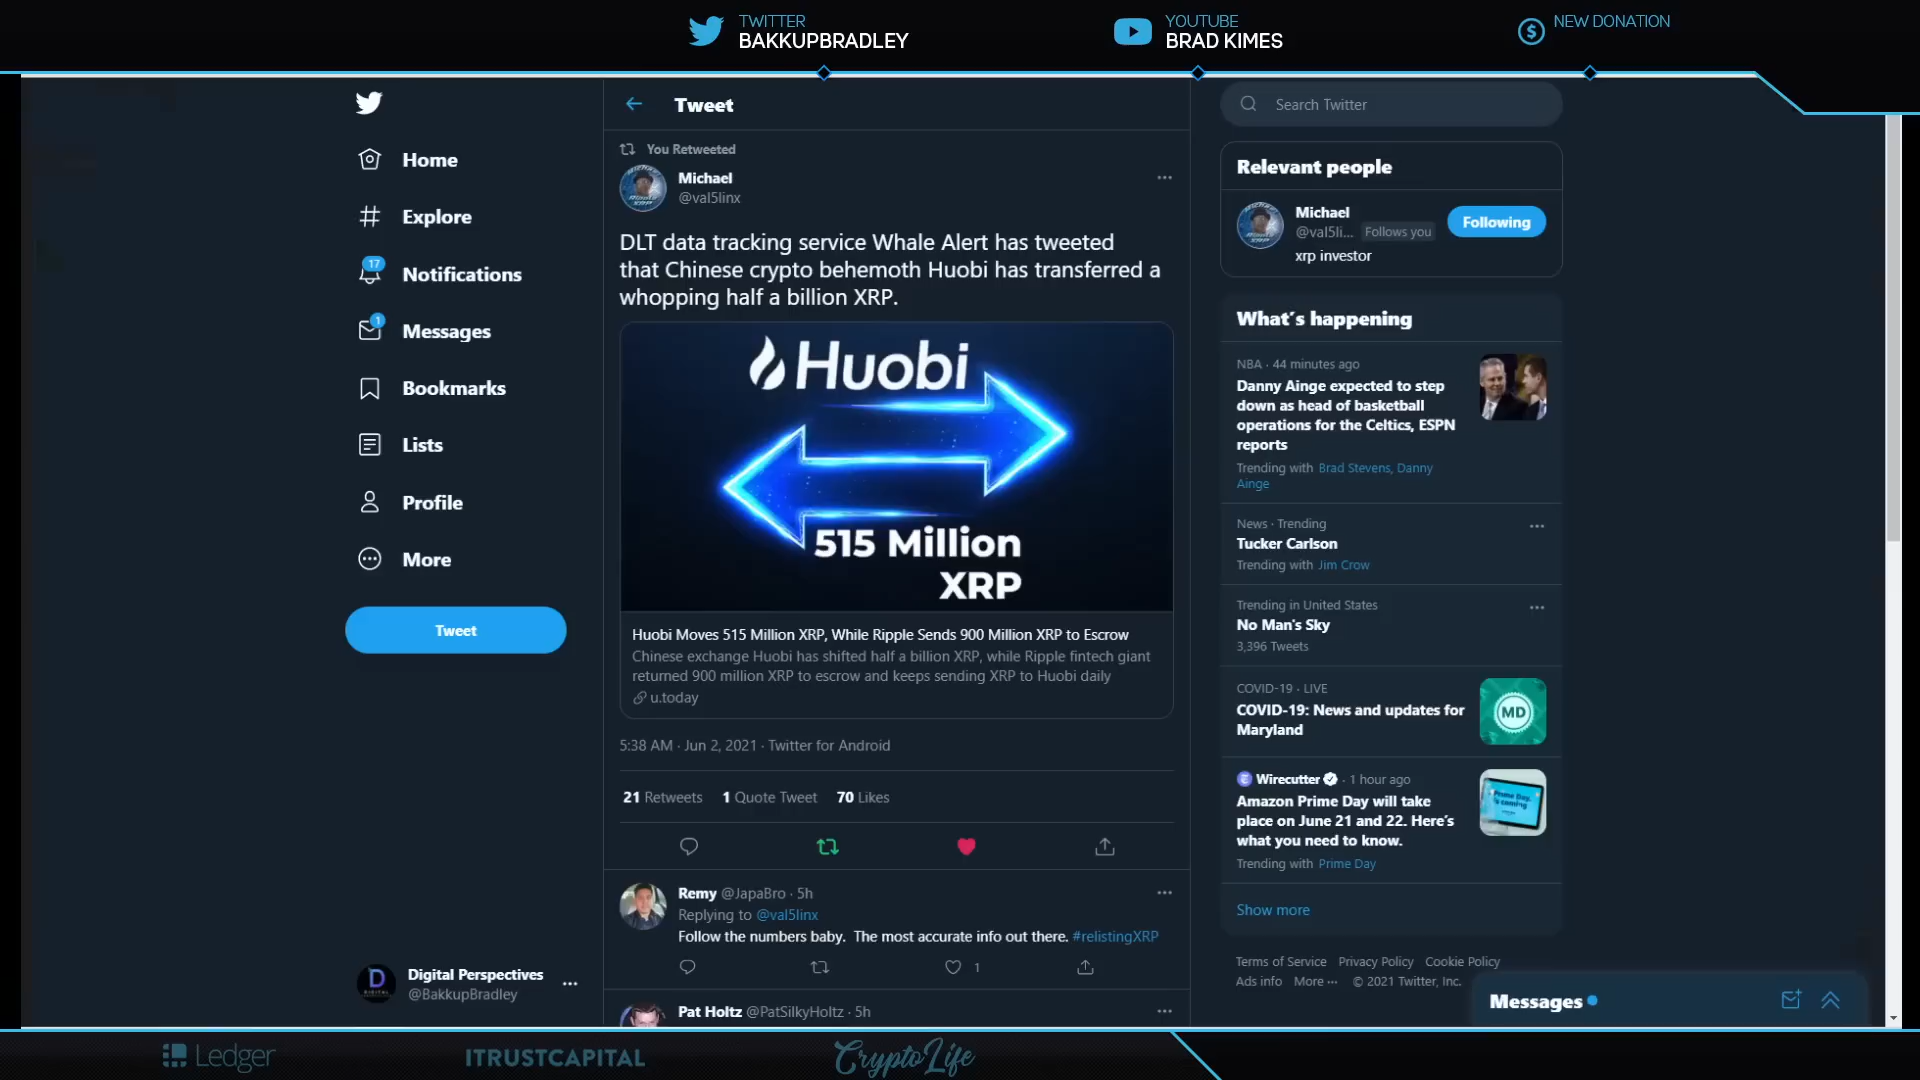 TWITTER
BAKKUPBRADLEY
YOUTUBE
BRAD KIMES
NEW DONATION
Home
Explore
17
Notifications
1
Messages
Bookmarks
Lists
Profile
More
Tweet
Digital Perspectives
@BakkupBradley
Tweet
You Retweeted
Michael
@val5linx
DLT data tracking service Whale Alert has tweeted
that Chinese crypto behemoth Huobi has transferred a
whopping half a billion XRP.
Huobi
515 Million
XRP
Huobi Moves 515 Million XRP, While Ripple Sends 900 Million XRP to Escrow
Chinese exchange Huobi has shifted half a billion XRP, while Ripple fintech giant
returned 900 million XRP to escrow and keeps sending XRP to Huobi daily
u.today
5:38 AM · Jun 2, 2021 · Twitter for Android
21 Retweets 1 Quote Tweet 70 Likes
Remy @JapaBro · 5h
Replying to @val5linx
Follow the numbers baby. The most accurate info out there. #relistingXRP
1
Pat Holtz @PatSilkyHoltz · 5h
Search Twitter
Relevant people
Michael
@val5li... Follows you
Following
xrp investor
What's happening
NBA · 44 minutes ago
Danny Ainge expected to step
down as head of basketball
operations for the Celtics, ESPN
reports
Trending with Brad Stevens, Danny
Ainge
News · Trending
Tucker Carlson
Trending with Jim Crow
Trending in United States
No Man's Sky
3,396 Tweets
COVID-19 · LIVE
COVID-19: News and updates for
Maryland
MD
Wirecutter · 1 hour ago
Amazon Prime Day will take
place on June 21 and 22. Here's
what you need to know.
Trending with Prime Day
Show more
Terms of Service Privacy Policy Cookie Policy
Ads info More ··· © 2021 Twitter, Inc.
Messages
Ledger
ITRUSTCAPITAL
CryptoLife